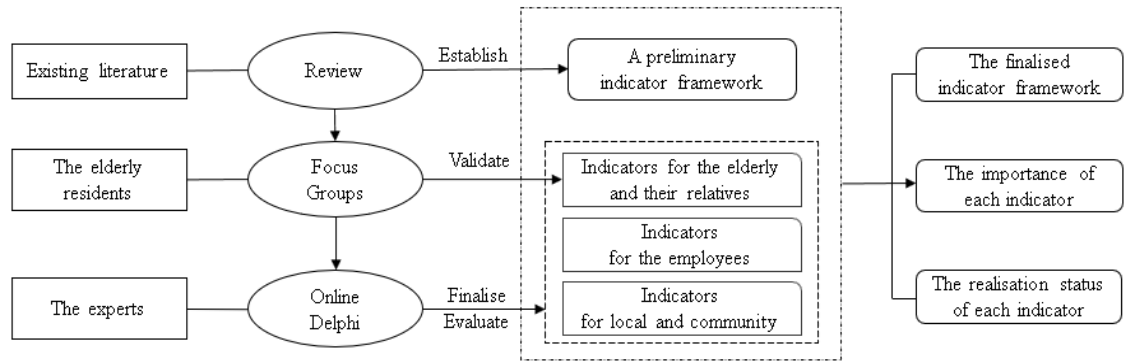 Existing literature
Review
Establish
A preliminary
indicator framework
The finalised
indicator framework
The elderly
residents
Focus
Groups
Validate
Indicators for the elderly
and their relatives
The importance of
each indicator
Indicators
for the employees
The experts
Online
Delphi
Finalise
Evaluate
Indicators
for local and community
The realisation status
of each indicator